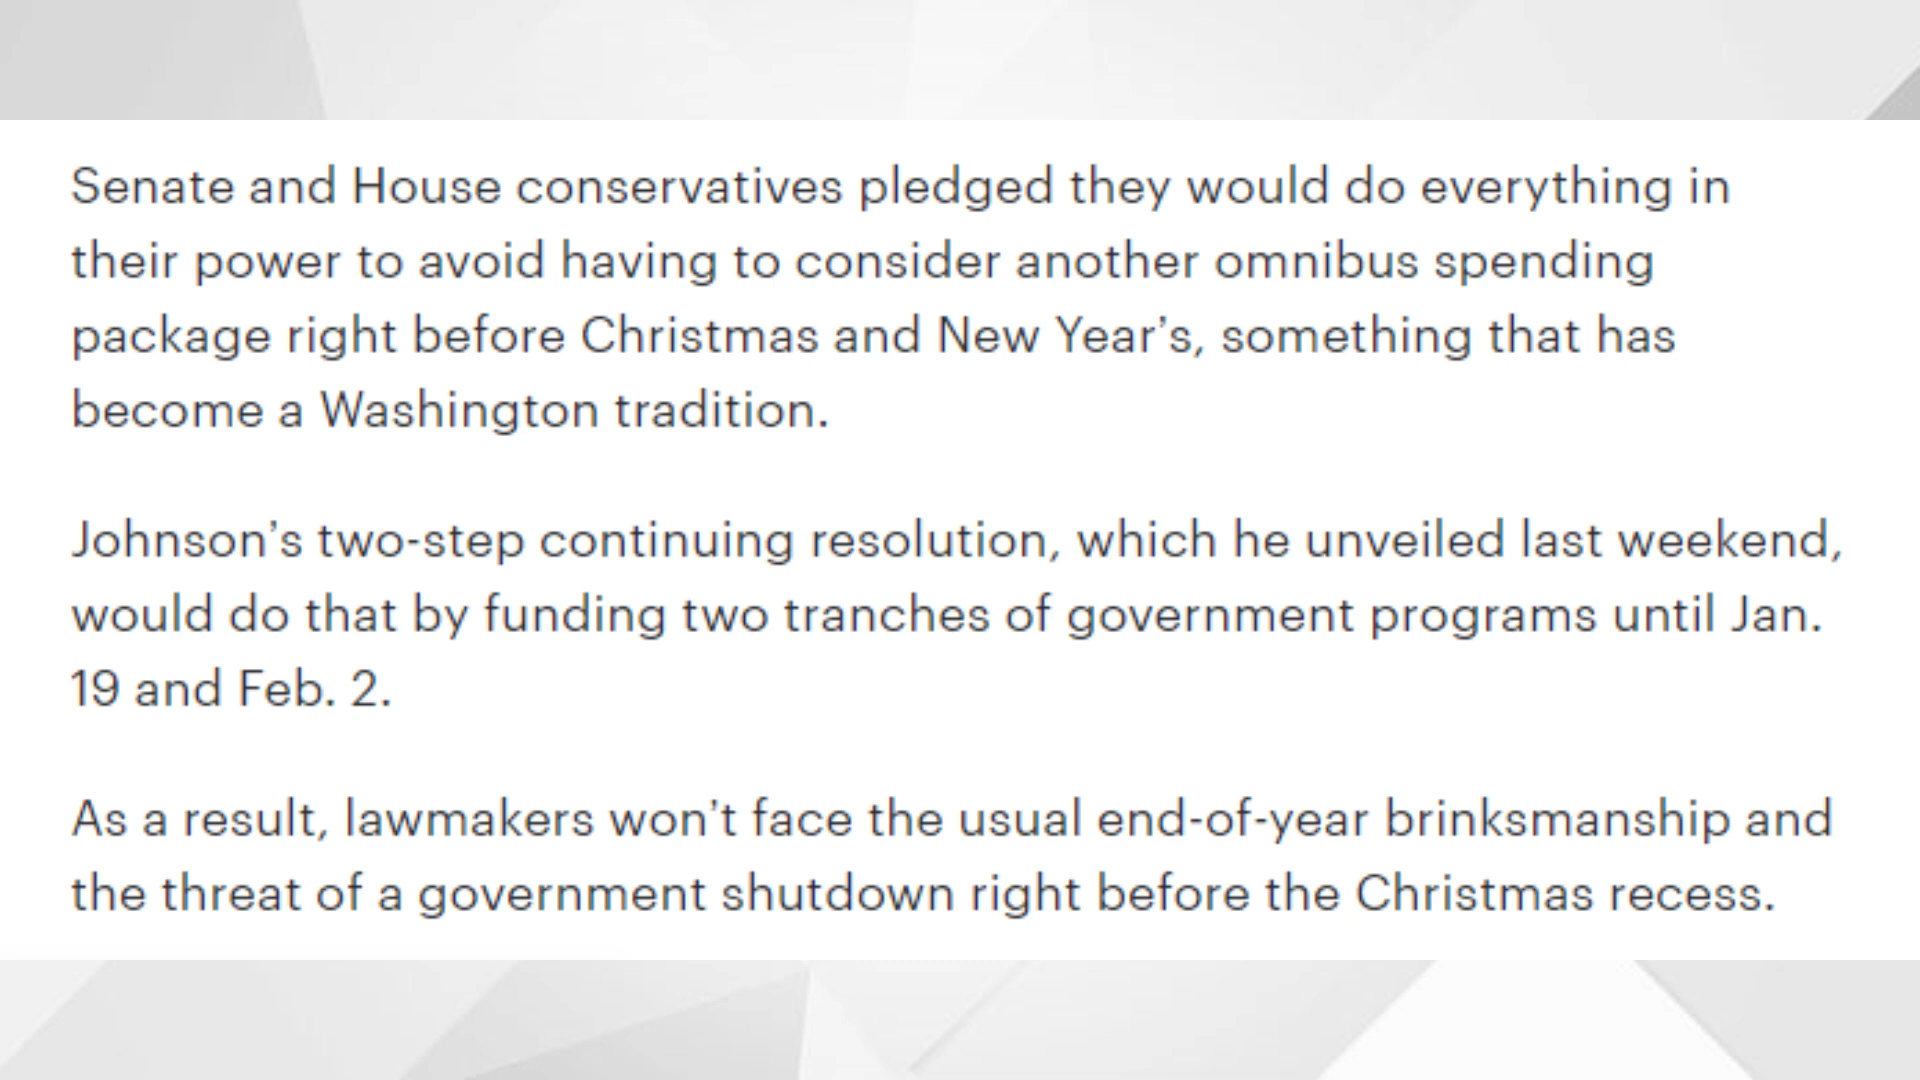 Senate and House conservatives pledged they would do everything in
their power to avoid having to consider another omnibus spending
package right before Christmas and New Year’s, something that has
become a Washington tradition.
Johnson’s two-step continuing resolution, which he unveiled last weekend,
would do that by funding two tranches of government programs until Jan.
19 and Feb. 2.
As a result, lawmakers won’t face the usual end-of-year brinksmanship and
the threat of a government shutdown right before the Christmas recess.